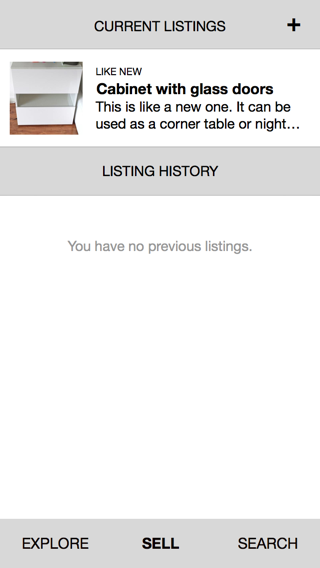 CURRENT LISTINGS +
LIKE NEW
Cabinet with glass doors
This is like a new one. It can be
used as a corner table or night…
LISTING HISTORY
You have no previous listings.
EXPLORE SELL SEARCH